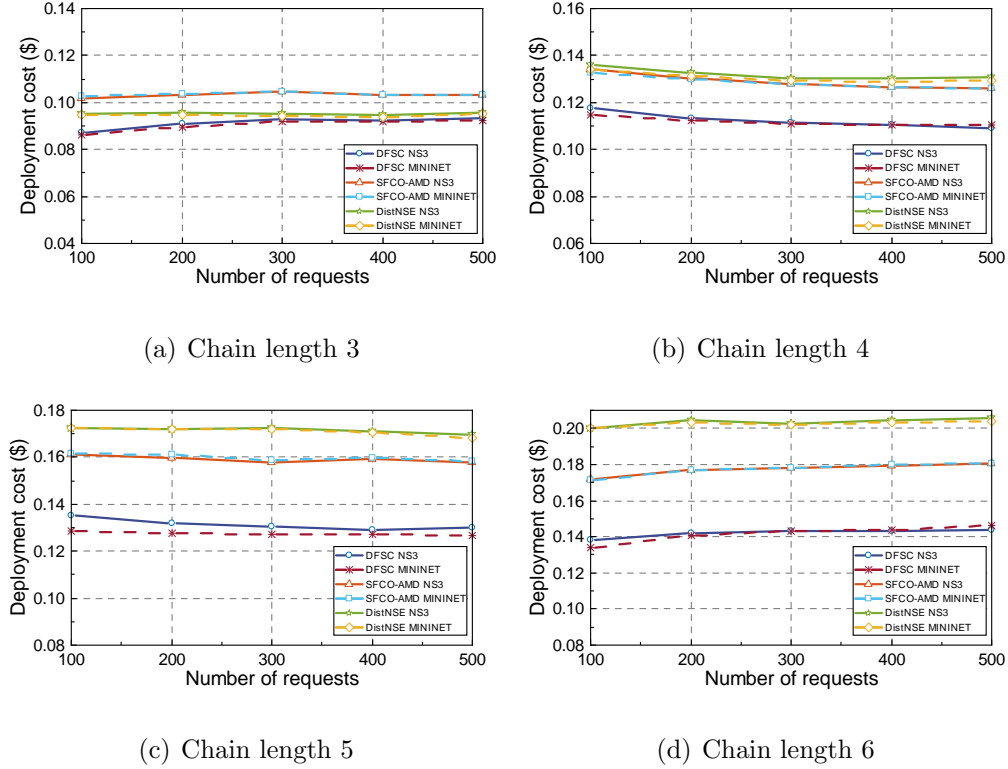 Deployment cost ($)
0.14
0.12
0.10
0.08
0.06
0.04
DFSC NS3
DFSC MININET
SFCO-AMD NS3
SFCO-AMD MININET
DistNSE NS3
DistNSE MININET
100 200 300 400 500
Number of requests
(a) Chain length 3
Deployment cost ($)
0.16
0.14
0.12
0.10
0.08
0.06
DFSC NS3
DFSC MININET
SFCO-AMD NS3
SFCO-AMD MININET
DistNSE NS3
DistNSE MININET
100 200 300 400 500
Number of requests
(b) Chain length 4
Deployment cost ($)
0.18
0.16
0.14
0.12
0.10
0.08
DFSC NS3
DFSC MININET
SFCO-AMD NS3
SFCO-AMD MININET
DistNSE NS3
DistNSE MININET
100 200 300 400 500
Number of requests
(c) Chain length 5
Deployment cost ($)
0.20
0.18
0.16
0.14
0.12
0.10
0.08
DFSC NS3
DFSC MININET
SFCO-AMD NS3
SFCO-AMD MININET
DistNSE NS3
DistNSE MININET
100 200 300 400 500
Number of requests
(d) Chain length 6